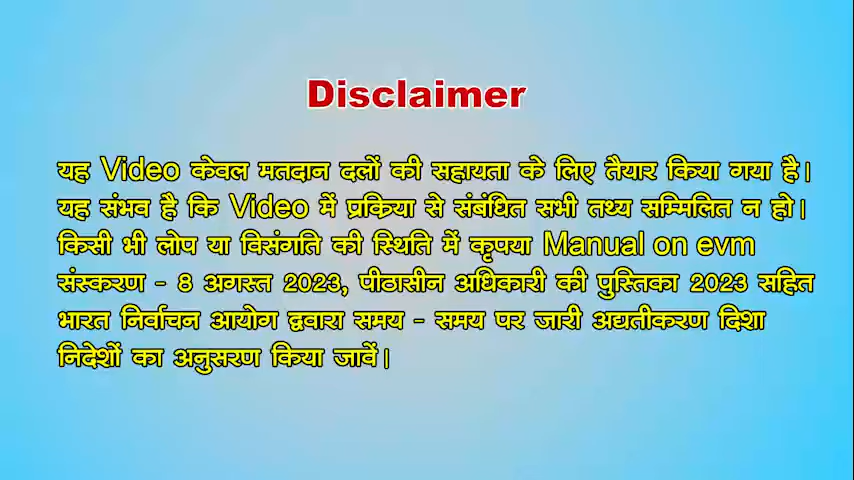 Disclaimer
यह Video केवल मतदान दलों की सहायता के लिए तैयार किया गया है।
यह संभव है कि Video में प्रक्रिया से संबंधित सभी तथ्य सम्मिलित न हो।
किसी भी लोप या विसंगति की स्थिति में कृपया Manual on evm
संस्करण - 8 अगस्त 2023, पीठासीन अधिकारी की पुस्तिका 2023 सहित
भारत निर्वाचन आयोग द्वारा समय - समय पर जारी अद्यतीकरण दिशा
निदेशों का अनुसरण किया जावें।